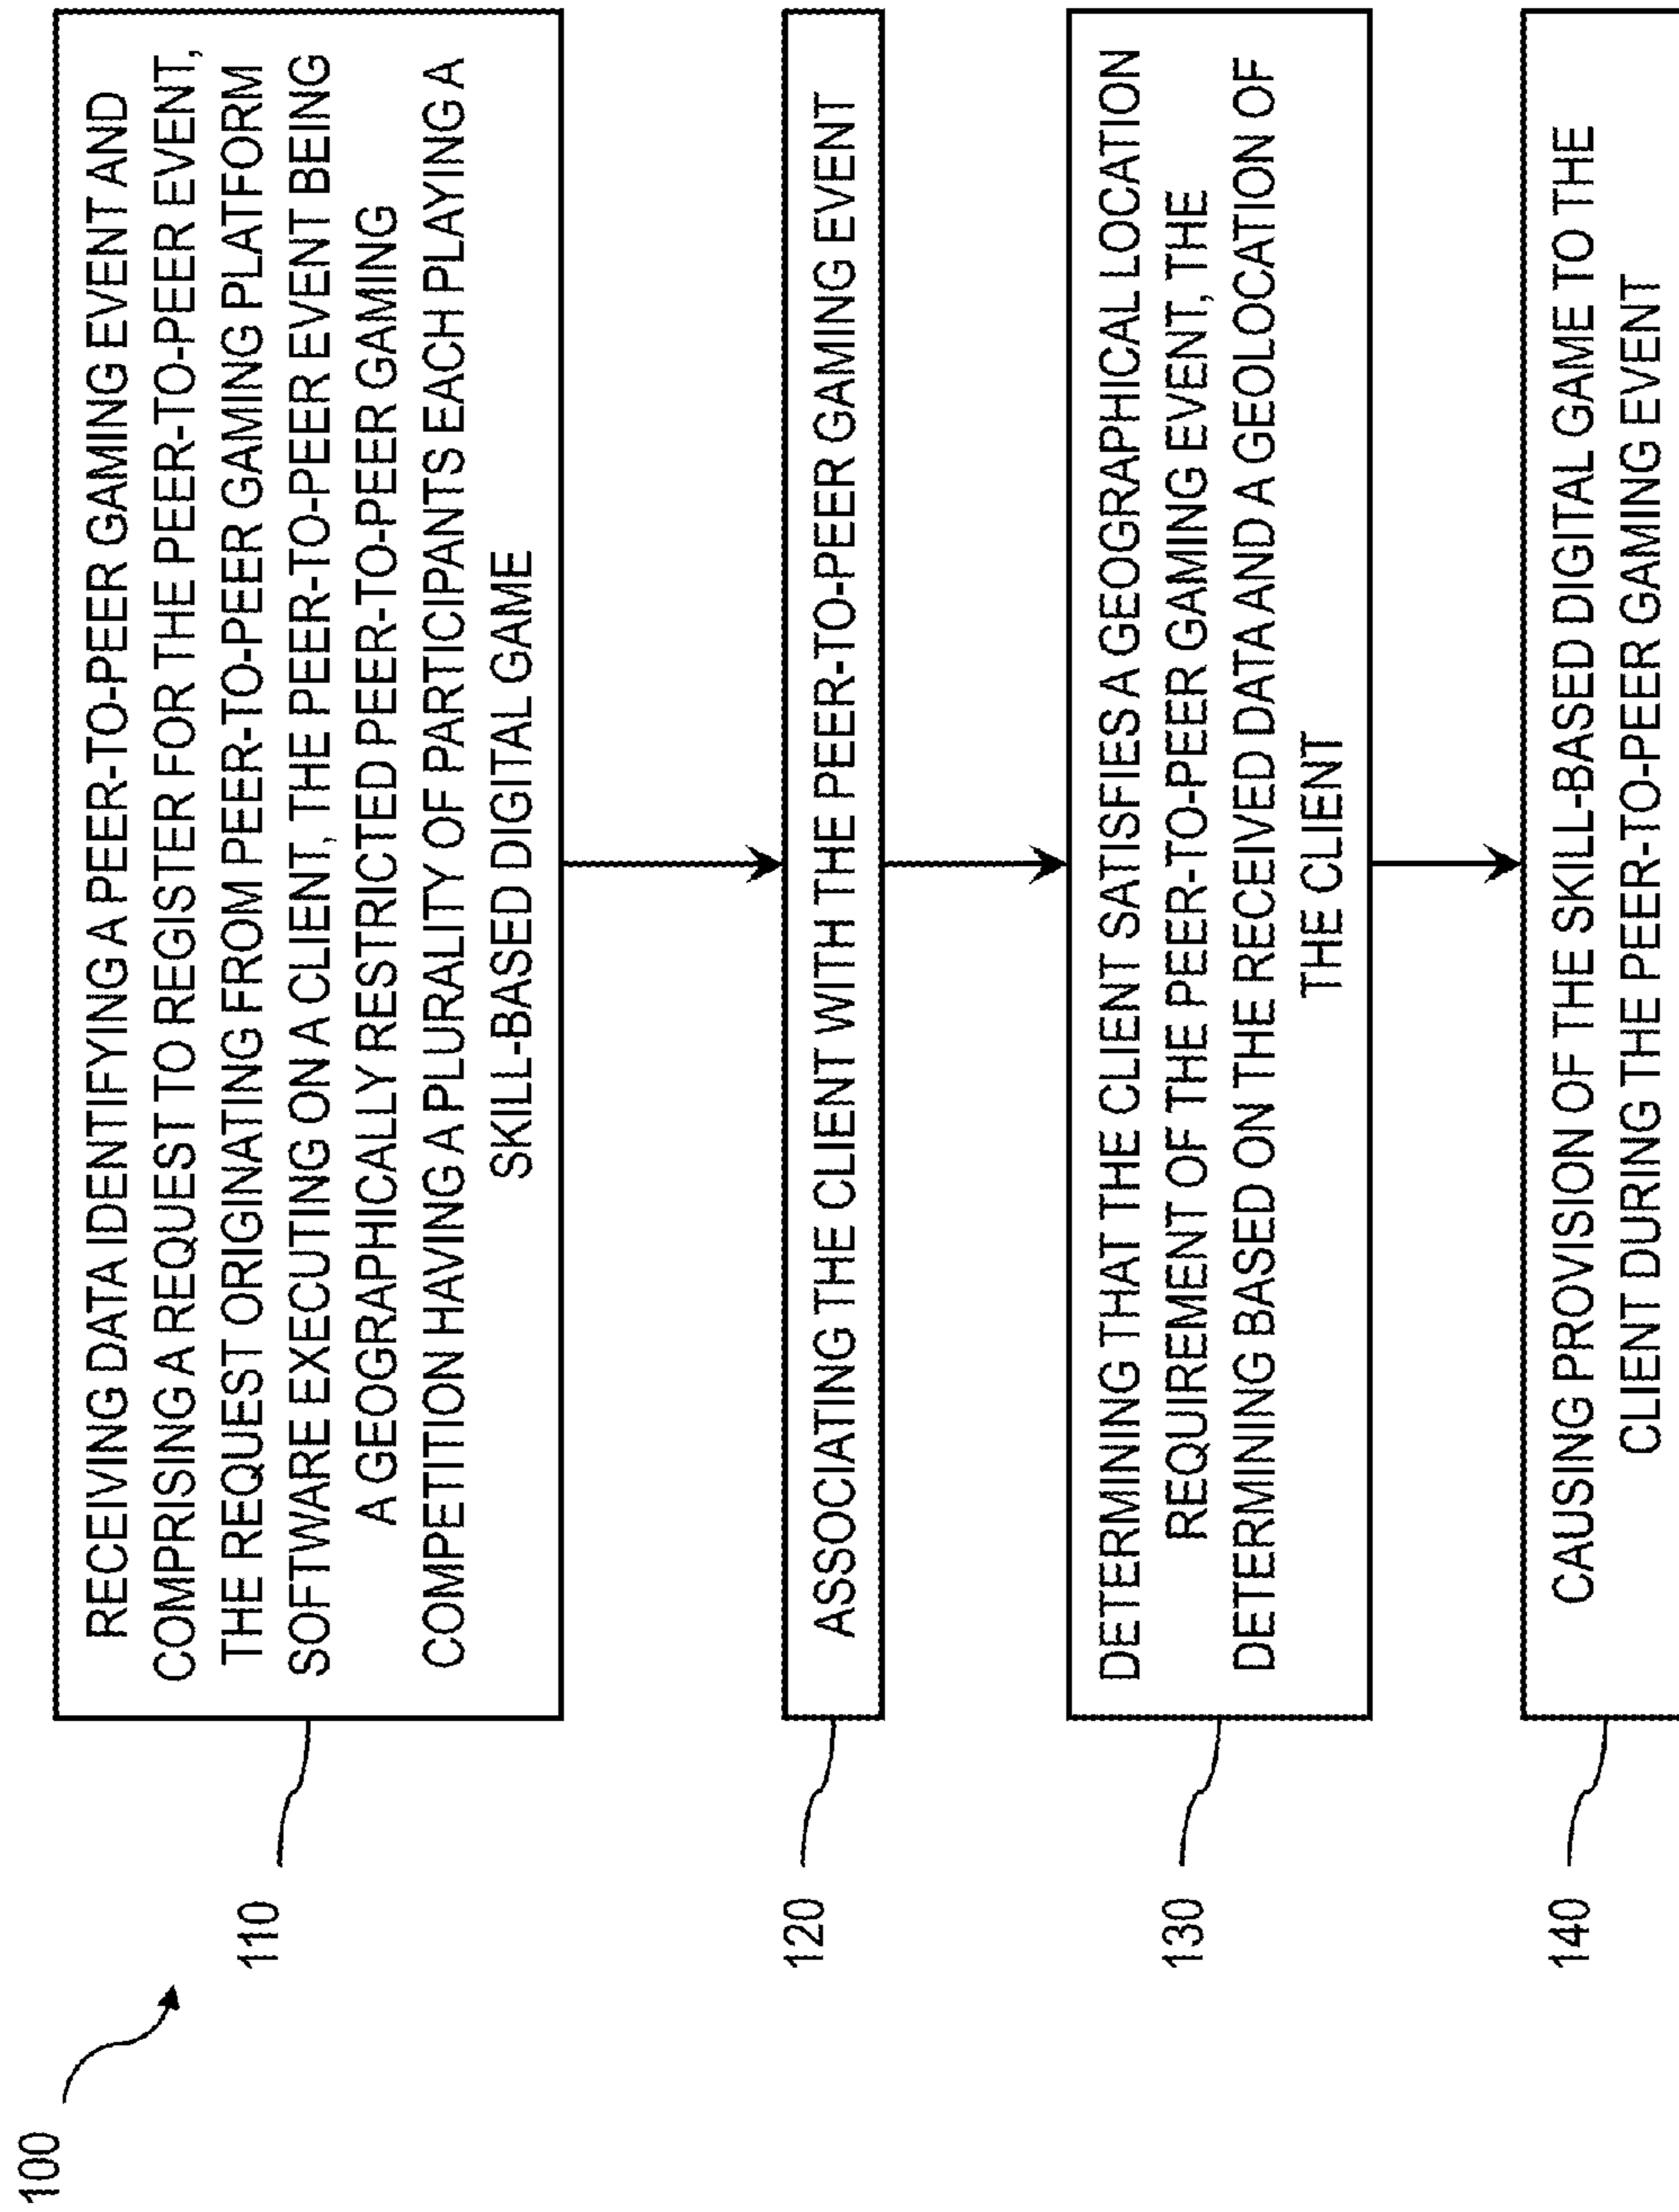 100
110
RECEIVING DATA IDENTIFYING A PEER-TO-PEER GAMING EVENT AND
COMPRISING A REQUEST TO REGISTER FOR THE PEER-TO-PEER EVENT,
THE REQUEST ORIGINATING FROM PEER-TO-PEER GAMING PLATFORM
SOFTWARE EXECUTING ON A CLIENT, THE PEER-TO-PEER EVENT BEING
A GEOGRAPHICALLY RESTRICTED PEER-TO-PEER GAMING
COMPETITION HAVING A PLURALITY OF PARTICIPANTS EACH PLAYING A
SKILL-BASED DIGITAL GAME
120
ASSOCIATING THE CLIENT WITH THE PEER-TO-PEER GAMING EVENT
130
DETERMINING THAT THE CLIENT SATISFIES A GEOGRAPHICAL LOCATION
REQUIREMENT OF THE PEER-TO-PEER GAMING EVENT, THE
DETERMINING BASED ON THE RECEIVED DATA AND A GEOLOCATION OF
THE CLIENT
140
CAUSING PROVISION OF THE SKILL-BASED DIGITAL GAME TO THE
CLIENT DURING THE PEER-TO-PEER GAMING EVENT